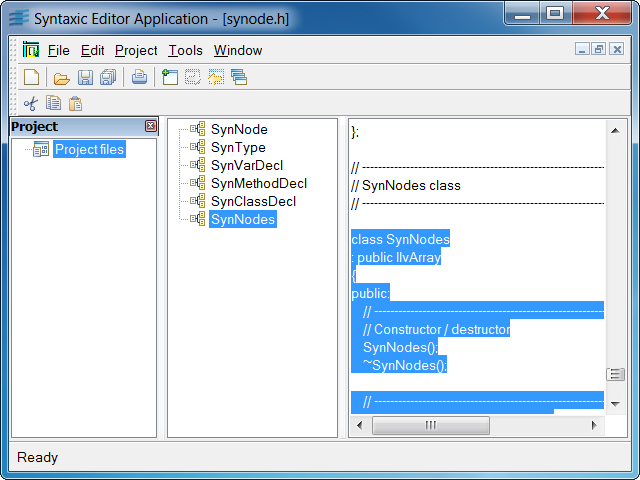 Syntaxic Editor Application - [synode.h]
File Edit Project Tools Window
Project
Project files
SynNode
SynType
SynVarDecl
SynMethodDecl
SynClassDecl
SynNodes
};
// --------------------------------------------------------
// SynNodes class
// --------------------------------------------------------
class SynNodes
: public IlvArray
{
public:
// --------------------------------------------------------
// Constructor / destructor
SynNodes();
~SynNodes();
// --------------------------------------------------------
Ready